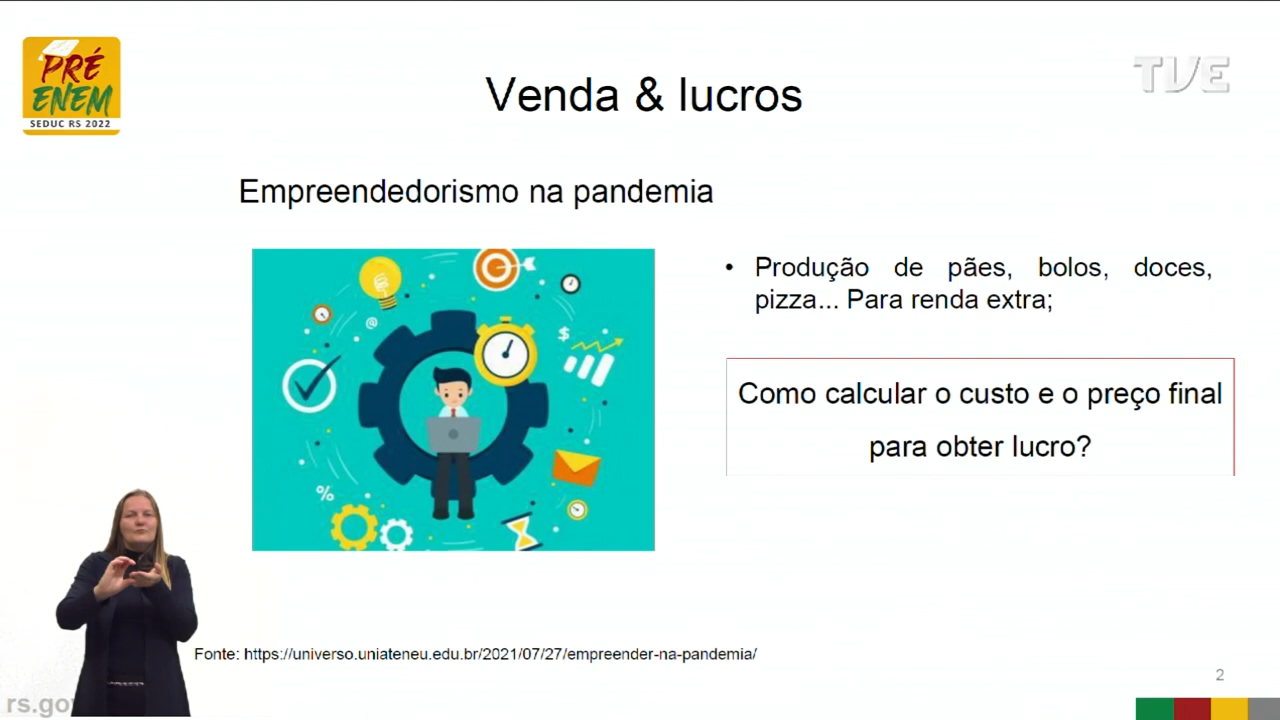 PRÉ
ENEM
SEDUC RS 2022
TVE
Venda & lucros
Empreendedorismo na pandemia
• Produção de pães, bolos, doces,
pizza... Para renda extra;
Como calcular o custo e o preço final
para obter lucro?
@
$
%
Fonte: https://universo.uniateneu.edu.br/2021/07/27/empreender-na-pandemia/
2
rs.go